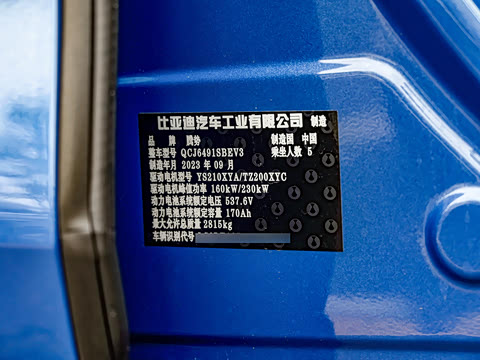 比亚迪汽车工业有限公司 制造
品 牌 腾势 制造国 中国
整车型号 QCJ6491SBEV3 乘坐人数 5
制造年月 2023 年 09 月
驱动电机型号 YS210XYA/TZ200XYC
驱动电机峰值功率 160kW/230kW
动力电池系统额定电压 537.6V
动力电池系统额定容量 170Ah
最大允许总质量 2815kg
车辆识别代号